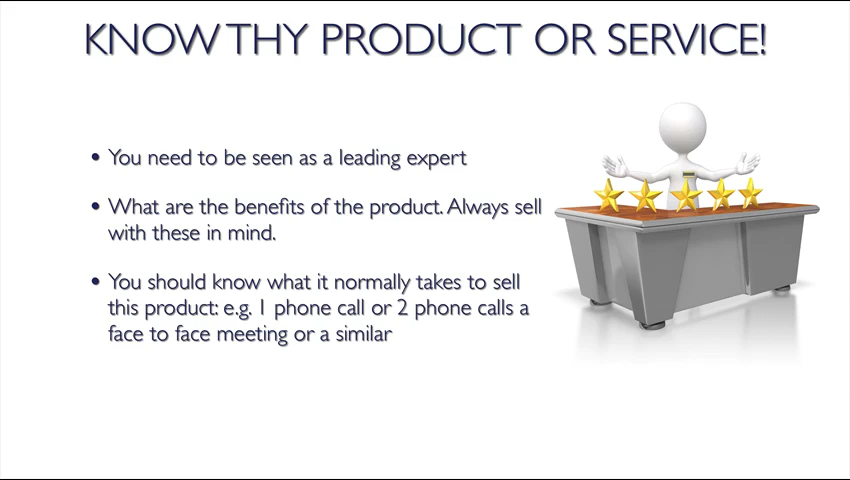 KNOW THY PRODUCT OR SERVICE!
• You need to be seen as a leading expert
• What are the benefits of the product. Always sell
with these in mind.
• You should know what it normally takes to sell
this product: e.g. 1 phone call or 2 phone calls a
face to face meeting or a similar